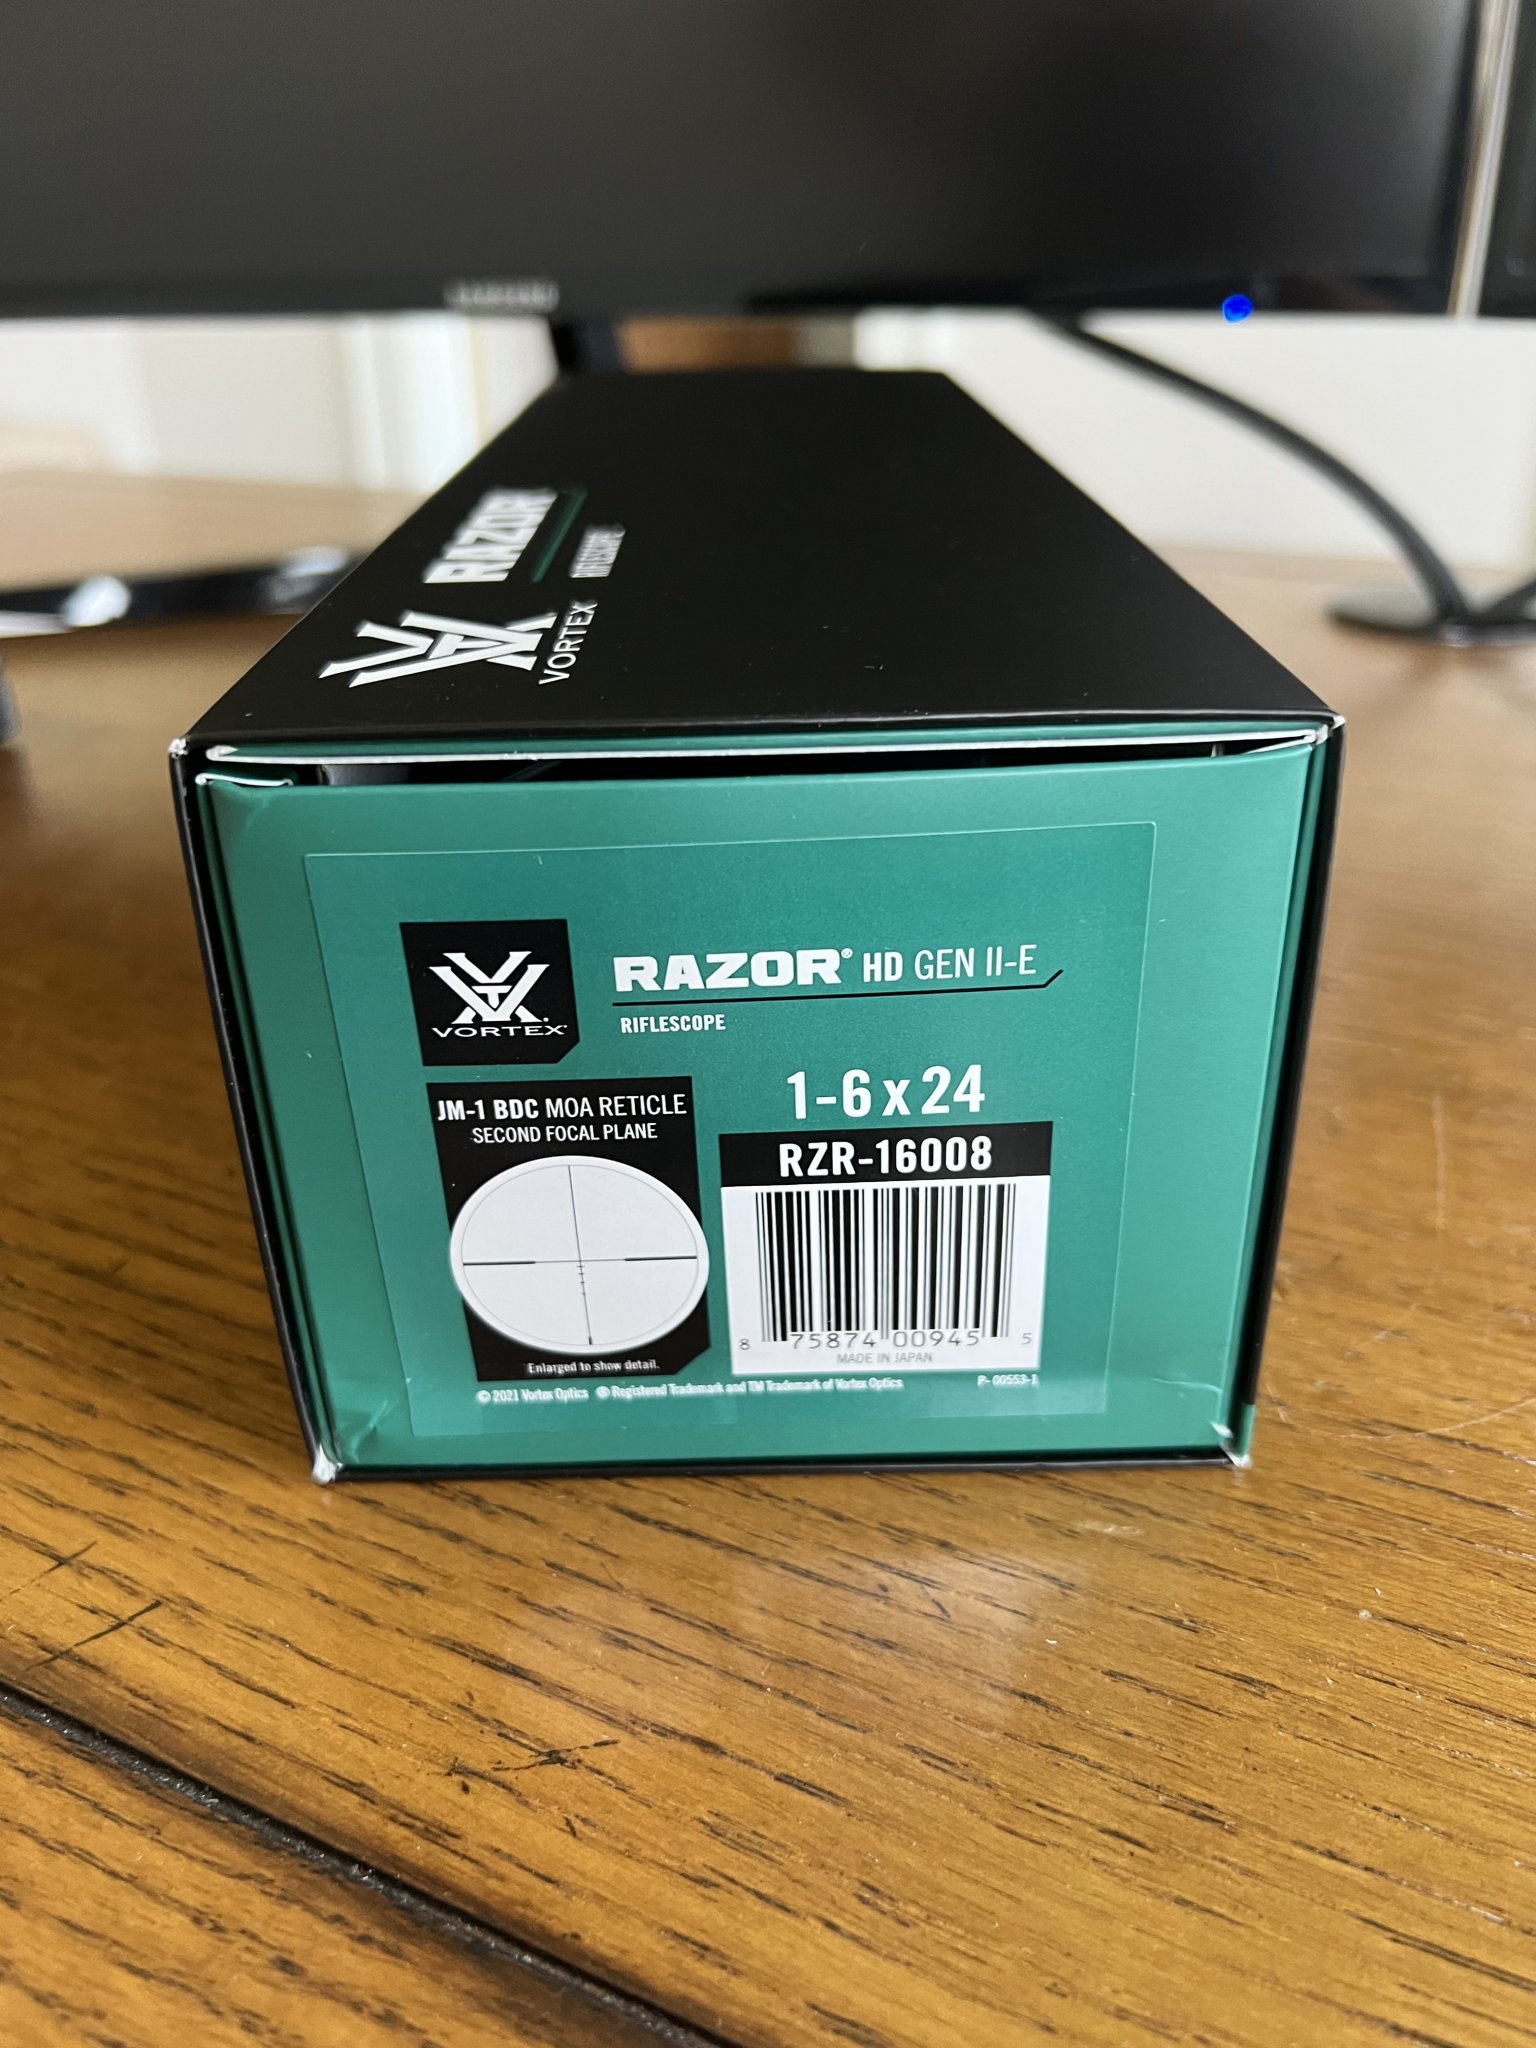 RAZOR
RIFLESCOPE
VORTEX
VORTEX®
RAZOR® HD GEN II-E
RIFLESCOPE
1-6 x 24
JM-1 BDC MOA RETICLE
SECOND FOCAL PLANE
RZR-16008
8 75874 00945 5
MADE IN JAPAN
Enlarged to show detail.
© 2021 Vortex Optics ® Registered Trademark and TM Trademark of Vortex Optics
P-00553-1